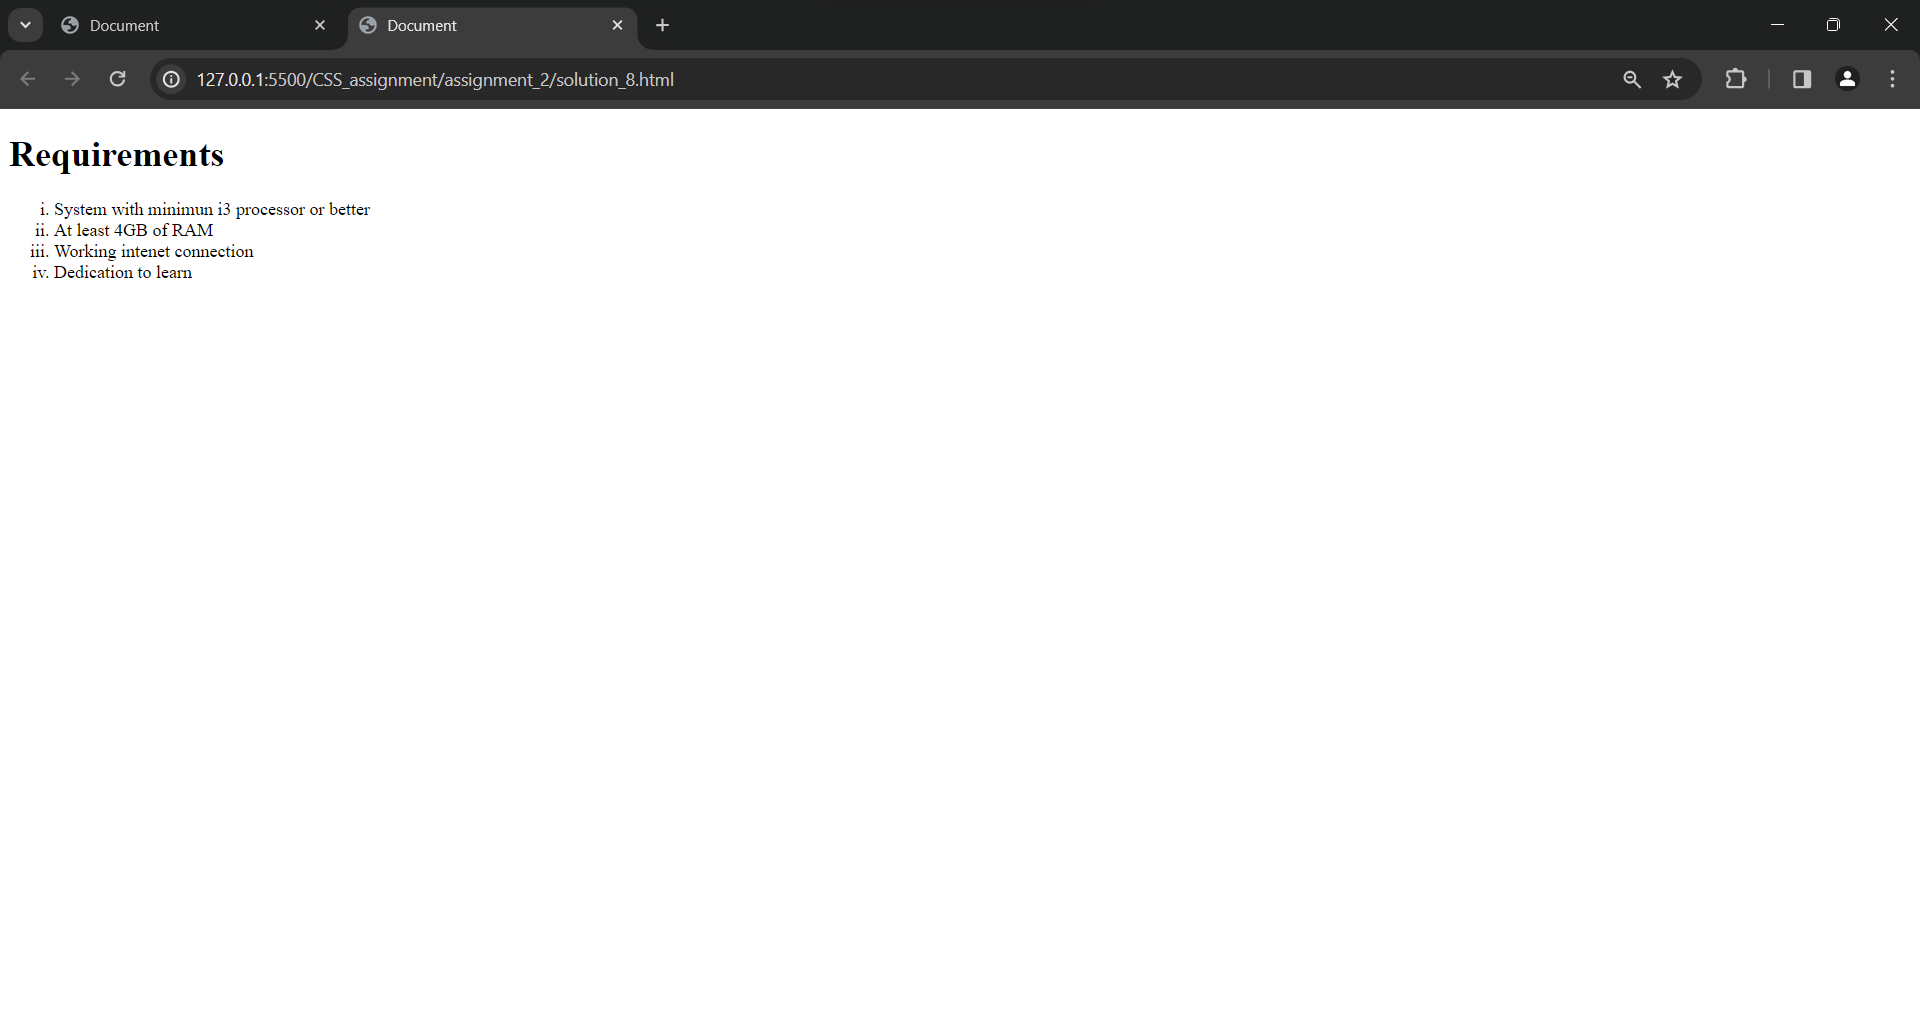 Document
Document
127.0.0.1:5500/CSS_assignment/assignment_2/solution_8.html
Requirements
i. System with minimun i3 processor or better
ii. At least 4GB of RAM
iii. Working intenet connection
iv. Dedication to learn